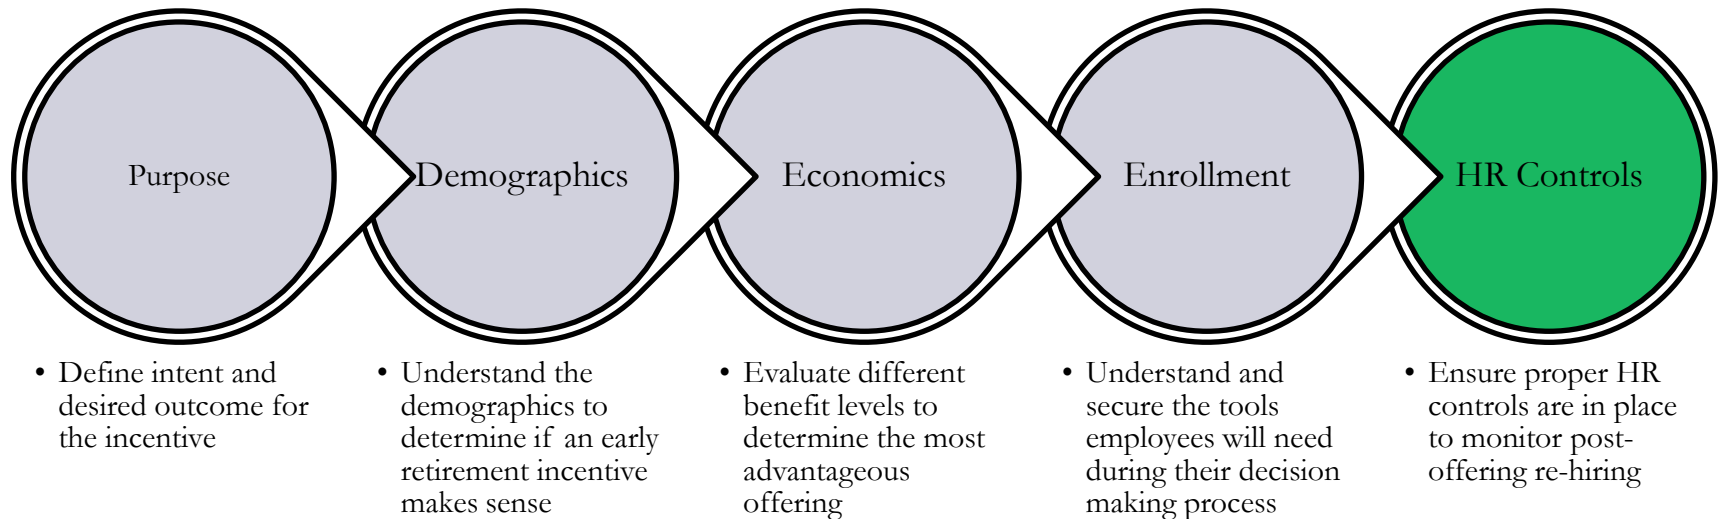 Purpose
Demographics
Economics
Enrollment
HR Controls
• Define intent and
desired outcome for
the incentive
• Understand the
demographics to
determine if an early
retirement incentive
makes sense
• Evaluate different
benefit levels to
determine the most
advantageous
offering
• Understand and
secure the tools
employees will need
during their decision
making process
• Ensure proper HR
controls are in place
to monitor post-
offering re-hiring